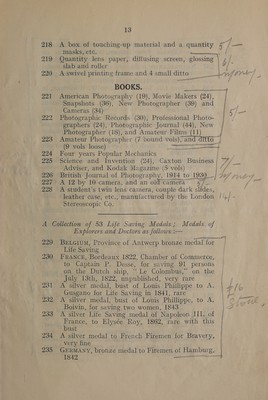 13
218 A box of touching-up material and a quantity
masks, etc. 5/-
219 Quantity lens paper, diffusing screen, glossing
slab and roller 6/-
220 A swivel printing frame and 4 small ditto
BOOKS.
221 American Photography (19), Movie Makers (24),
Snapshots (36), New Photographer (39) and
Cameras (34)
222 Photographic Records (30), Professional Photo-
graphers (24), Photographic Journal (44), New
Photographer (18), and Amateur Films (11) 5/-
223 Amateur Photographer (7 bound vols), and ditto
(9 vols loose)
224 Four years Popular Mechanics
225 Science and Invention (24), Caxton Business
Adviser, and Kodak Magazine (5 vols) 7/-
226 British Journal of Photography, 1914 to 1930
227 A 12 by 10 camera, and an old camera
228 A student's twin lens camera, couple dark slides,
leather case, etc., manufactured by the London
Stereoscopic Co.
A Collection of 53 Life Saving Medals; Medals of
Explorers and Doctors as follows :—
229 BELGIUM, Province of Antwerp bronze medal for
Life Saving
230 FRANCE, Bordeaux 1822, Chamber of Commerce,
to Captain P. Desse, for saving 91 persons
on the Dutch ship, "Le Colombus," on the
July 13th, 1822, unpublished, very rare
231 A silver medal, bust of Louis Philippe to A.
Gougano for Life Saving in 1841, rare
232 A silver medal, bust of Louis Phillippe, to A.
Boivin, for saving two women, 1843
233 A silver Life Saving medal of Napoleon III. of
France, to Elysée Roy, 1862, rare with this
bust
234 A silver medal to French Firemen for Bravery,
very fine
235 GERMANY, bronze medal to Firemen of Hamburg,
1842